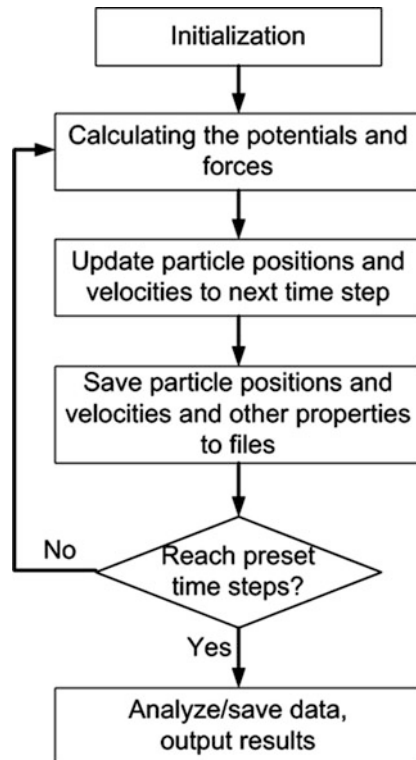 Initialization
Calculating the potentials and
forces
Update particle positions and
velocities to next time step
Save particle positions and
velocities and other properties
to files
Reach preset
time steps?
No
Yes
Analyze/save data,
output results